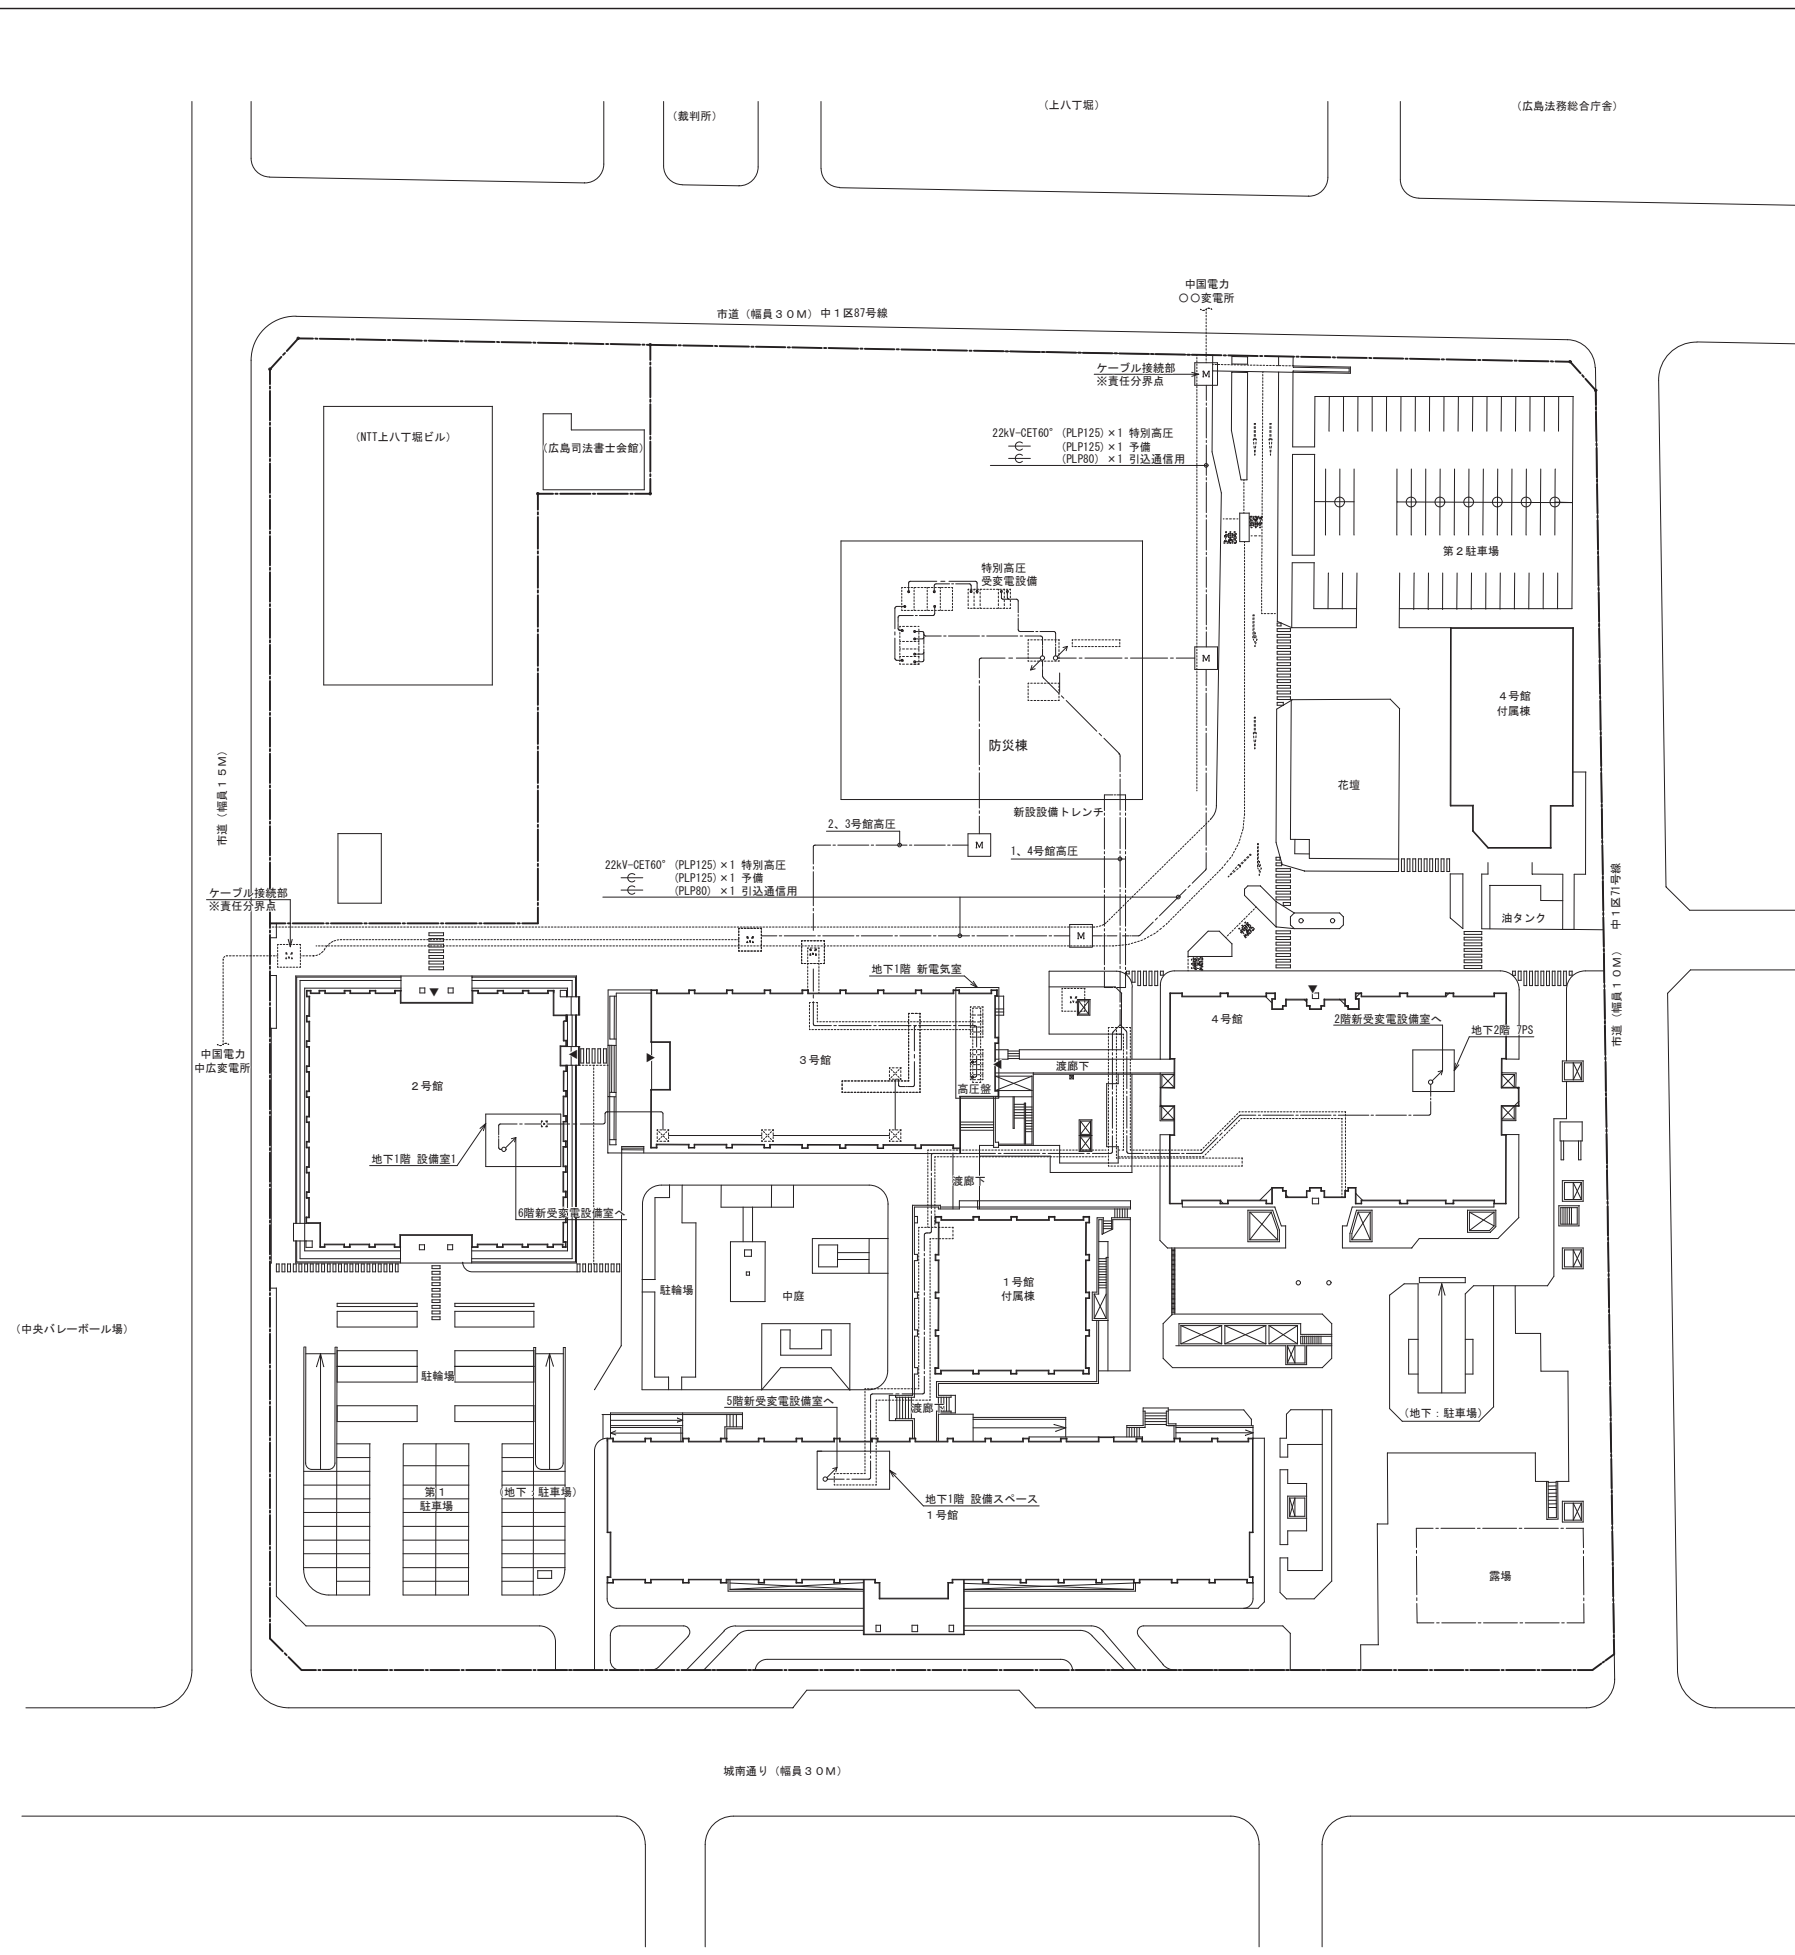 (裁判所)
(上八丁堀)
(広島法務総合庁舎)
中国電力
〇〇変電所
市道（幅員３０Ｍ）中１区87号線
ケーブル接続部
※責任分界点
M
(NTT上八丁堀ビル)
(広島司法書士会館)
22kV-CET60° (PLP125)×1 特別高圧
C (PLP125)×1 予備
C (PLP80) ×1 引込通信用
第２駐車場
特別高圧
受変電設備
M
４号館
付属棟
防災棟
花壇
市道（幅員１５Ｍ）
新設設備トレンチ
2、3号館高圧
M
1、4号館高圧
22kV-CET60° (PLP125)×1 特別高圧
C (PLP125)×1 予備
C (PLP80) ×1 引込通信用
ケーブル接続部
※責任分界点
油タンク
市道（幅員１０Ｍ） 中１区71号線
M
地下1階 新電気室
４号館
2階新受変電設備室へ
地下2階 7PS
中国電力
中広変電所
２号館
３号館
渡廊下
高圧盤
地下1階 設備室1
渡廊下
6階新受変電設備室へ
１号館
付属棟
駐輪場
中庭
(中央バレーボール場)
駐輪場
5階新受変電設備室へ
渡廊下
(地下：駐車場)
第１
駐車場
(地下：駐車場)
地下1階 設備スペース
１号館
露場
城南通り（幅員３０Ｍ）